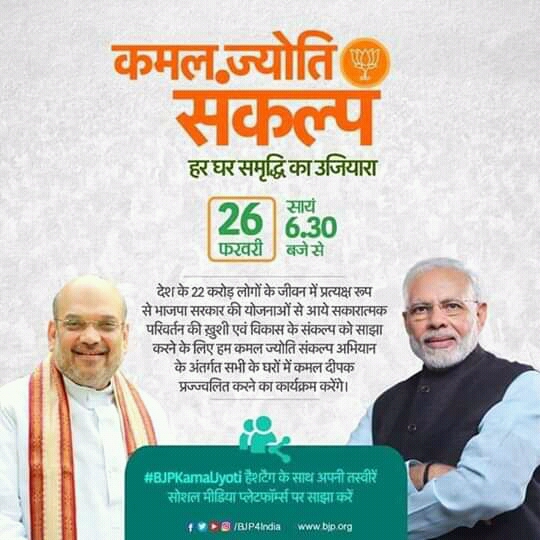 कमल ज्योति
संकल्प
हर घर समृद्धि का उजियारा
26
फरवरी
सायं
6.30
बजे से
देश के 22 करोड़ लोगों के जीवन में प्रत्यक्ष रूप
से भाजपा सरकार की योजनाओं से आये सकारात्मक
परिवर्तन की ख़ुशी एवं विकास के संकल्प को साझा
करने के लिए हम कमल ज्योति संकल्प अभियान
के अंतर्गत सभी के घरों में कमल दीपक
प्रज्ज्वलित करने का कार्यक्रम करेंगे।
#BJPKamalJyoti हैशटैग के साथ अपनी तस्वीरें
सोशल मीडिया प्लेटफॉर्म्स पर साझा करें
/BJP4India www.bjp.org